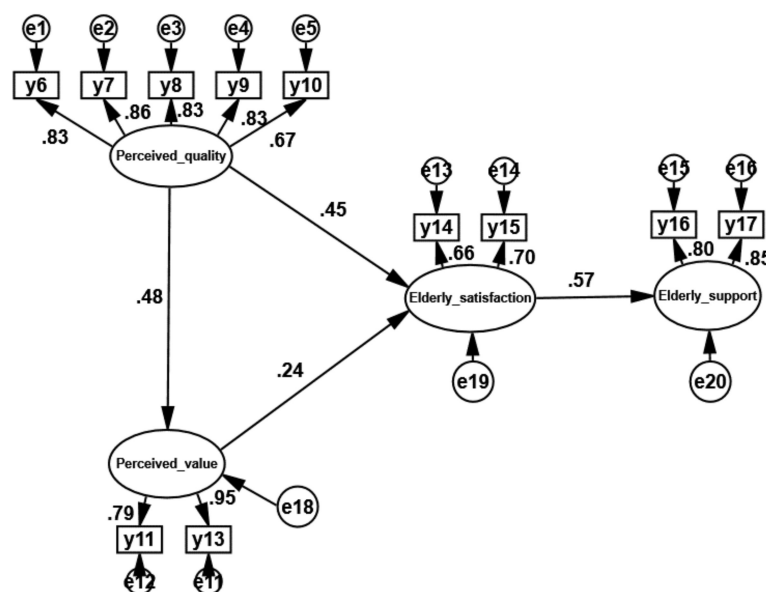 e1 e2 e3 e4 e5
y6 y7 y8 y9 y10
.83 .86 .83 .83 .67
Perceived_quality
.45
.48
e13 e14
y14 y15
.66 .70
Elderly_satisfaction
.57
e15 e16
y16 y17
.80 .85
Elderly_support
.24
e19
e20
Perceived_value
.79 .95
e18
y11 y13
e12 e11